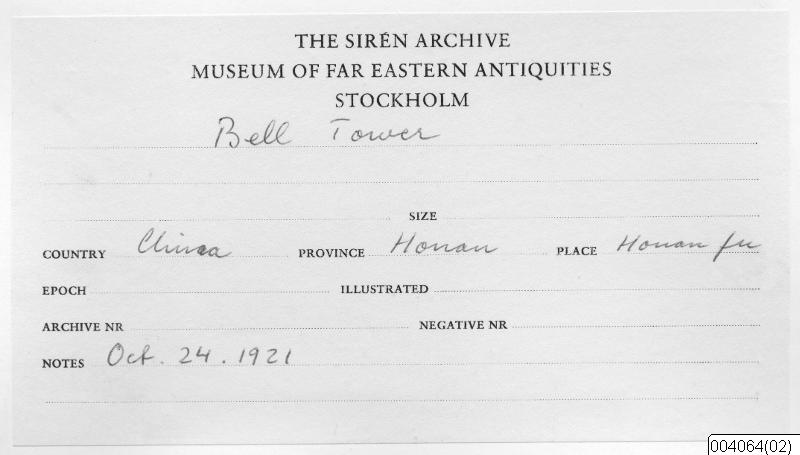 THE SIRÉN ARCHIVE
MUSEUM OF FAR EASTERN ANTIQUITIES
STOCKHOLM
Bell Tower
SIZE
COUNTRY China PROVINCE Honan PLACE Honan fu
EPOCH ILLUSTRATED
ARCHIVE NR NEGATIVE NR
NOTES Oct. 24. 1921
004064(02)